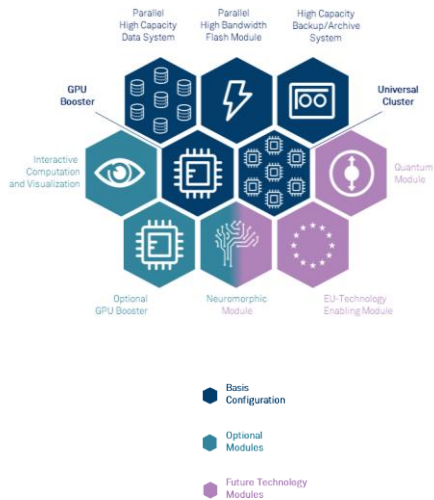 Parallel
High Capacity
Data System
Parallel
High Bandwidth
Flash Module
High Capacity
Backup/Archive
System
GPU
Booster
Universal
Cluster
Interactive
Computation
and Visualization
Quantum
Module
Optional
GPU Booster
Neuromorphic
Module
EU-Technology
Enabling Module
Basis
Configuration
Optional
Modules
Future Technology
Modules